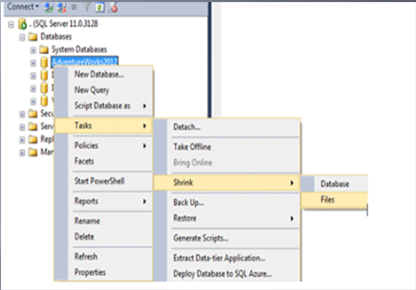 Connect
. (SQL Server 11.0.3128
Databases
System Databases
AdventureWorks2012
New Database...
New Query
Script Database as
Tasks
Policies
Facets
Start PowerShell
Reports
Rename
Delete
Refresh
Properties
Detach...
Take Offline
Bring Online
Shrink
Back Up...
Restore
Generate Scripts...
Extract Data-tier Application...
Deploy Database to SQL Azure...
Database
Files
Secu
Serv
Repl
Man